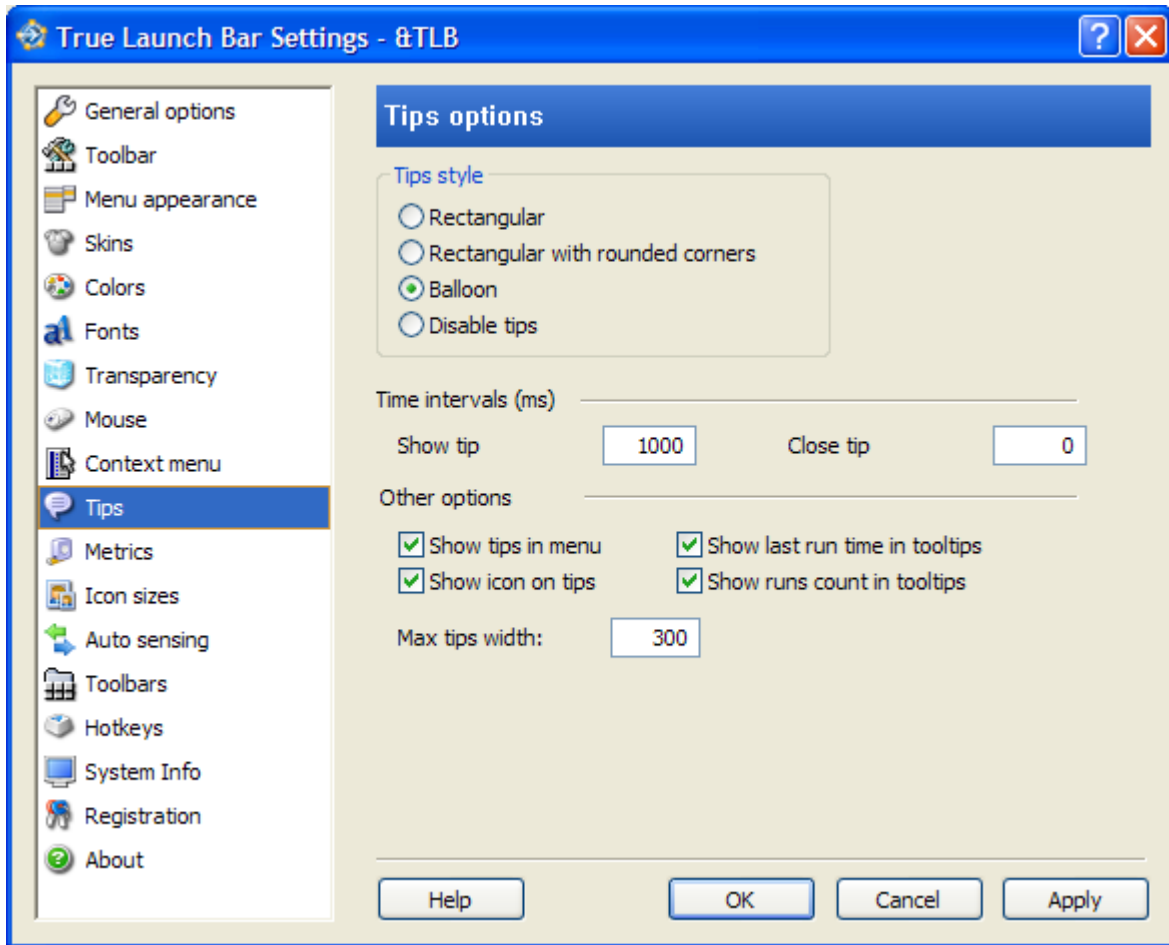 True Launch Bar Settings - &TLB
General options
Toolbar
Menu appearance
Skins
Colors
Fonts
Transparency
Mouse
Context menu
Tips
Metrics
Icon sizes
Auto sensing
Toolbars
Hotkeys
System Info
Registration
About
Tips options
Tips style
Rectangular
Rectangular with rounded corners
Balloon
Disable tips
Time intervals (ms)
Show tip 1000 Close tip 0
Other options
Show tips in menu Show last run time in tooltips
Show icon on tips Show runs count in tooltips
Max tips width: 300
Help OK Cancel Apply